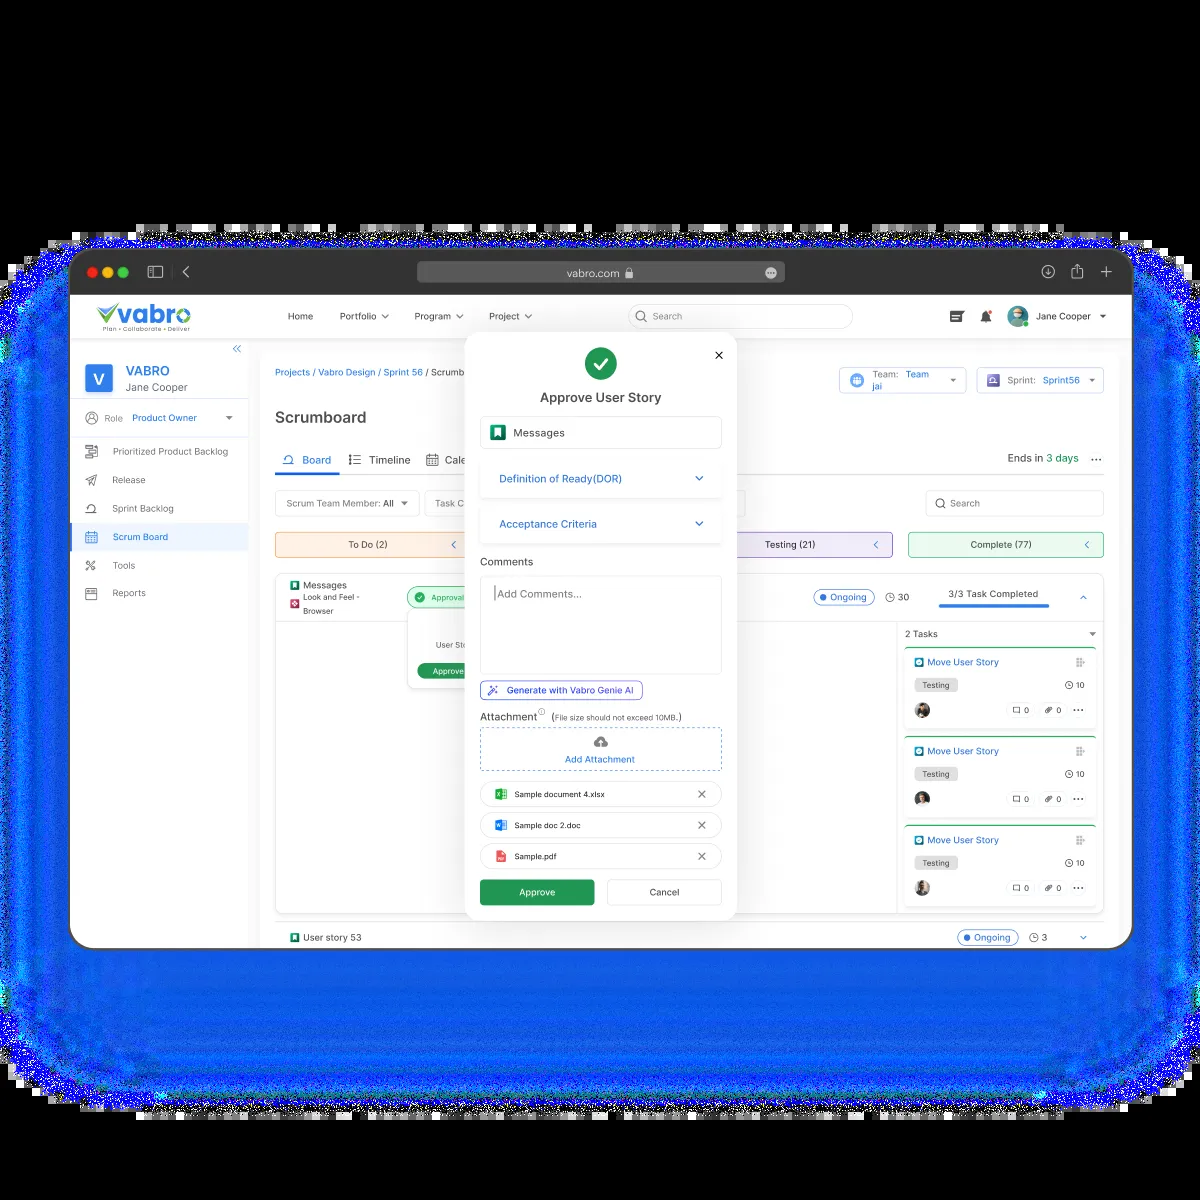 vabro.com
vabro
Plan • Collaborate • Deliver
Home
Portfolio
Program
Project
Search
Jane Cooper
V
VABRO
Jane Cooper
Role
Product Owner
Prioritized Product Backlog
Release
Sprint Backlog
Scrum Board
Tools
Reports
Projects / Vabro Design / Sprint 56 / Scrumb
Team: Team
jai
Sprint: Sprint56
Scrumboard
Board
Timeline
Cale
Ends in 3 days
Scrum Team Member: All
Task C
Search
To Do (2)
Testing (21)
Complete (77)
Messages
Look and Feel -
Browser
Approval
User Sto
Approve
Ongoing
30
3/3 Task Completed
2 Tasks
Move User Story
Testing
10
0
0
Move User Story
Testing
10
0
0
Move User Story
Testing
10
0
0
User story 53
Ongoing
3
Approve User Story
Messages
Definition of Ready(DOR)
Acceptance Criteria
Comments
Add Comments...
Generate with Vabro Genie AI
Attachment (File size should not exceed 10MB.)
Add Attachment
Sample document 4.xlsx
Sample doc 2.doc
Sample.pdf
Approve
Cancel